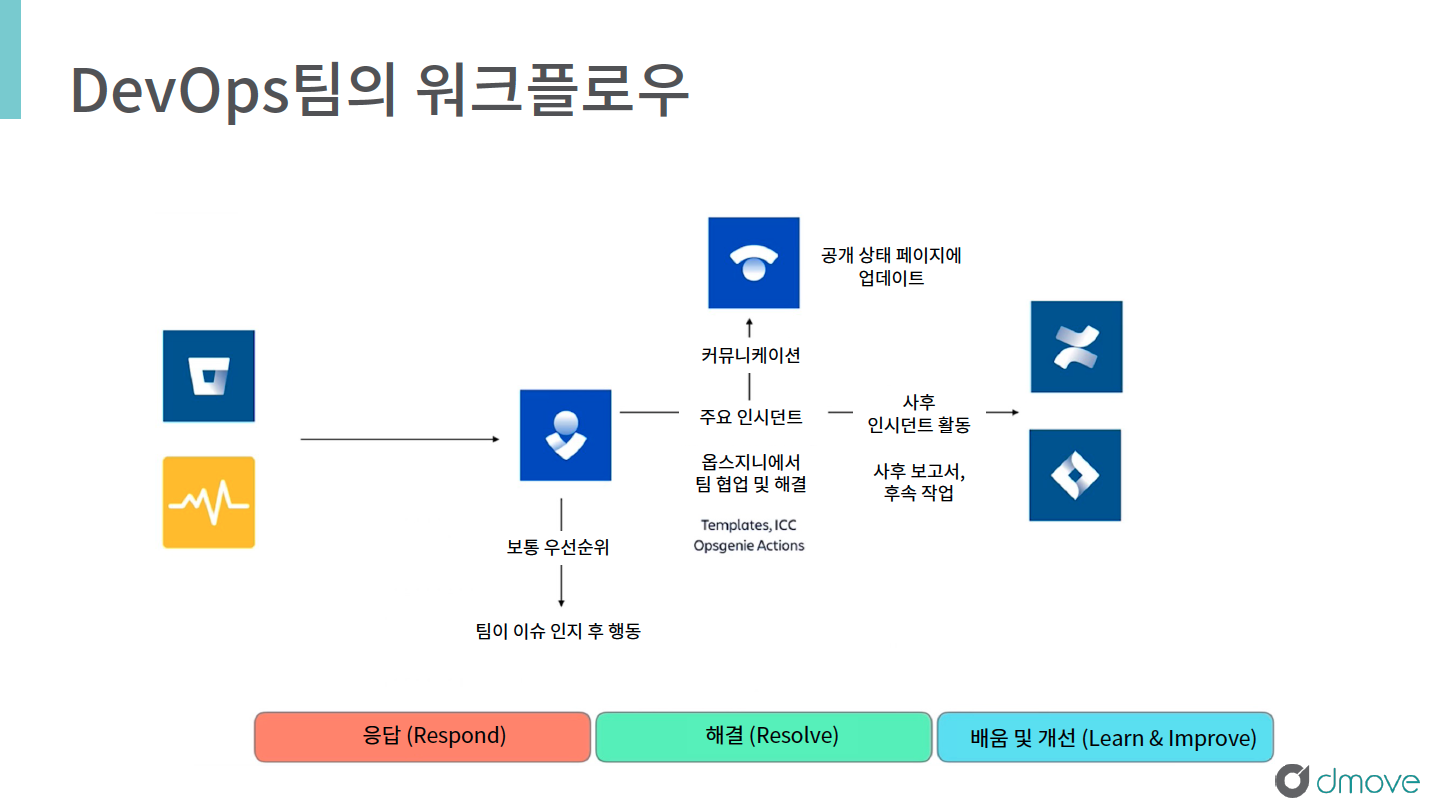 DevOps팀의 워크플로우
공개 상태 페이지에
업데이트
커뮤니케이션
주요 인시던트
옵스지니에서
팀 협업 및 해결
Templates, ICC
Opsgenie Actions
사후
인시던트 활동
사후 보고서,
후속 작업
보통 우선순위
팀이 이슈 인지 후 행동
응답 (Respond)
해결 (Resolve)
배움 및 개선 (Learn & Improve)
dmove